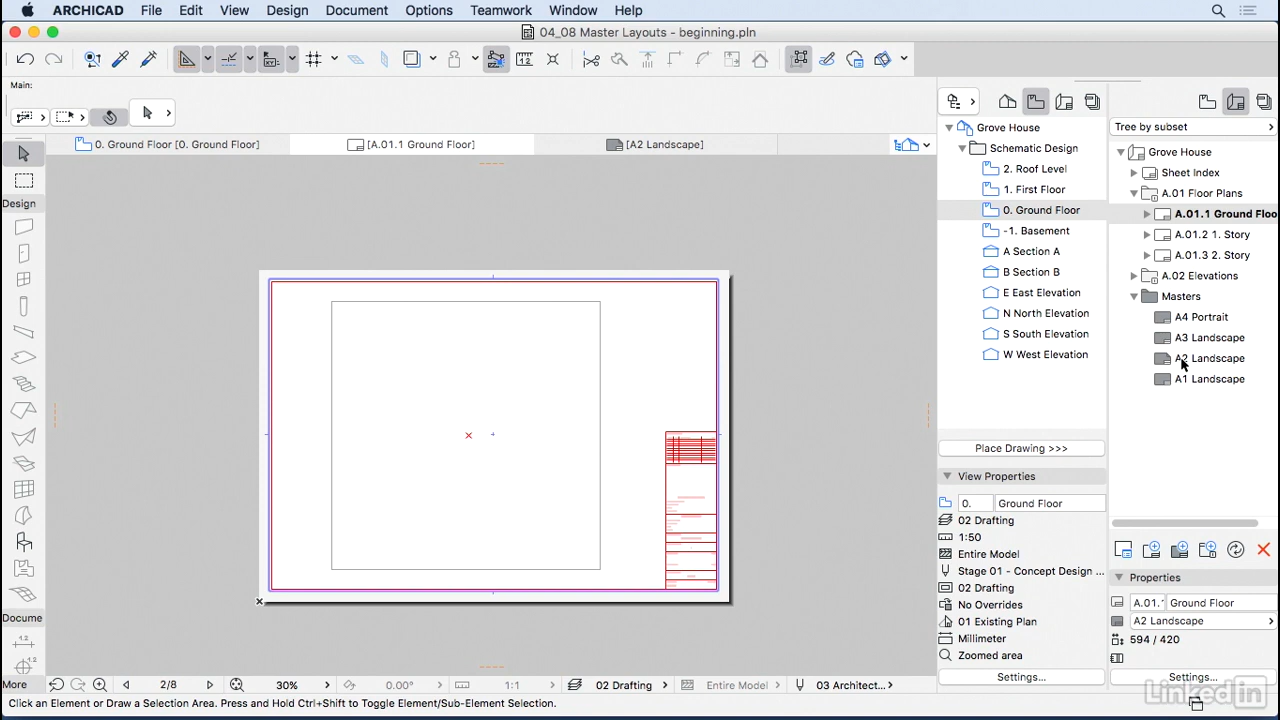 ARCHICAD File Edit View Design Document Options Teamwork Window Help
04_08 Master Layouts - beginning.pln
Main:
0. Ground Floor [0. Ground Floor]
[A.01.1 Ground Floor]
[A2 Landscape]
Design
Docume
More
Grove House
Schematic Design
2. Roof Level
1. First Floor
0. Ground Floor
-1. Basement
A Section A
B Section B
E East Elevation
N North Elevation
S South Elevation
W West Elevation
Place Drawing >>>
View Properties
0. Ground Floor
02 Drafting
1:50
Entire Model
Stage 01 - Concept Design ...
02 Drafting
No Overrides
01 Existing Plan
Millimeter
Zoomed area
Settings...
Tree by subset
Grove House
Sheet Index
A.01 Floor Plans
A.01.1 Ground Floo
A.01.2 1. Story
A.01.3 2. Story
A.02 Elevations
Masters
A4 Portrait
A3 Landscape
A2 Landscape
A1 Landscape
Properties
A.01. Ground Floor
A2 Landscape
594 / 420
Settings...
2/8 30% 0.00° 1:1 02 Drafting Entire Model 03 Architect...
Click an Element or Draw a Selection Area. Press and Hold Ctrl+Shift to Toggle Element/Sub-Element Selection.
LinkedIn